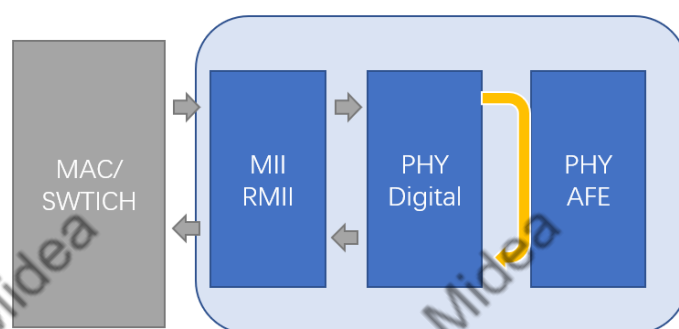 MAC/
SWTICH
MII
RMII
PHY
Digital
PHY
AFE
Midea
Midea